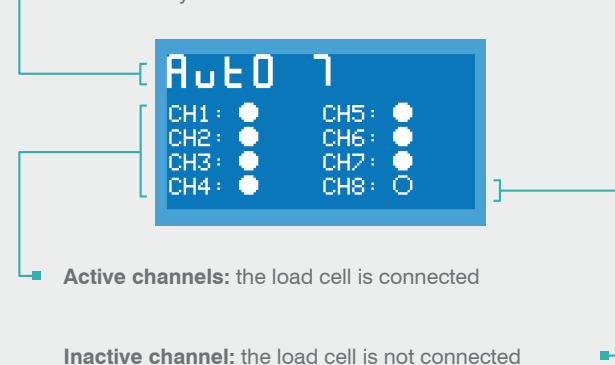 AutO 7
CH1: CH5:
CH2: CH6:
CH3: CH7:
CH4: CH8:
Active channels: the load cell is connected
Inactive channel: the load cell is not connected